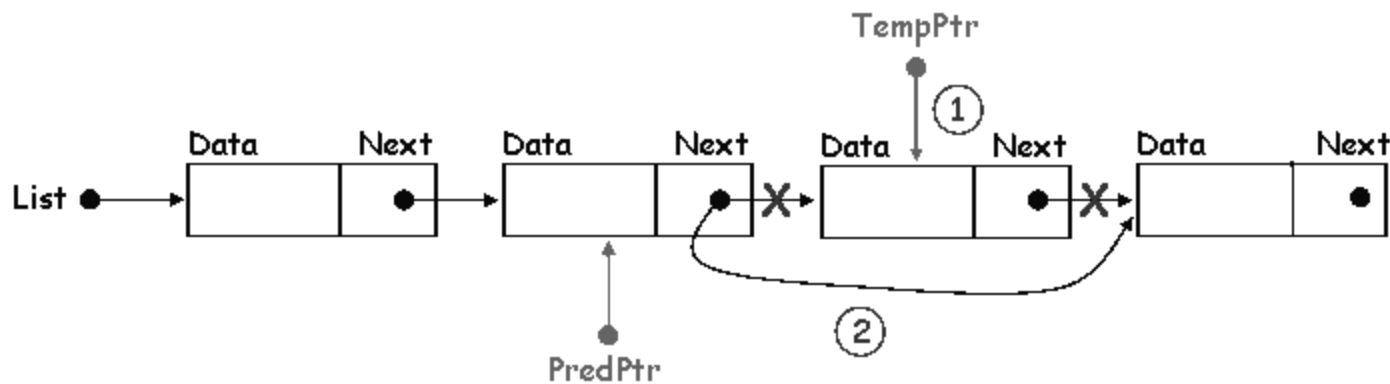 TempPtr
1
Data Next Data Next Data Next Data Next
List
2
PredPtr